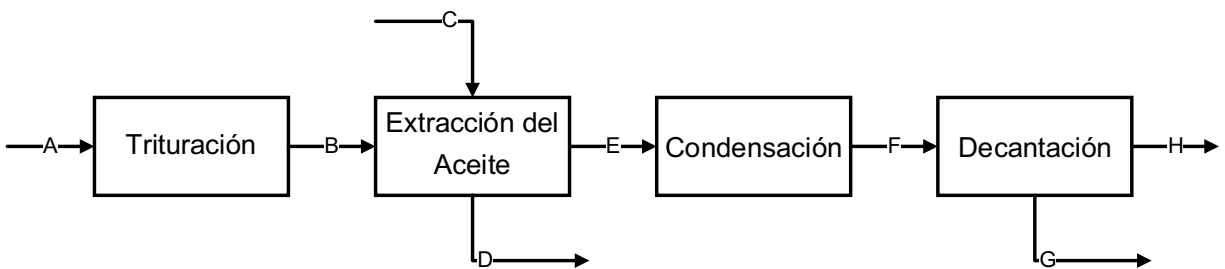 C
A
Trituración
B
Extracción del
Aceite
E
Condensación
F
Decantación
H
D
G